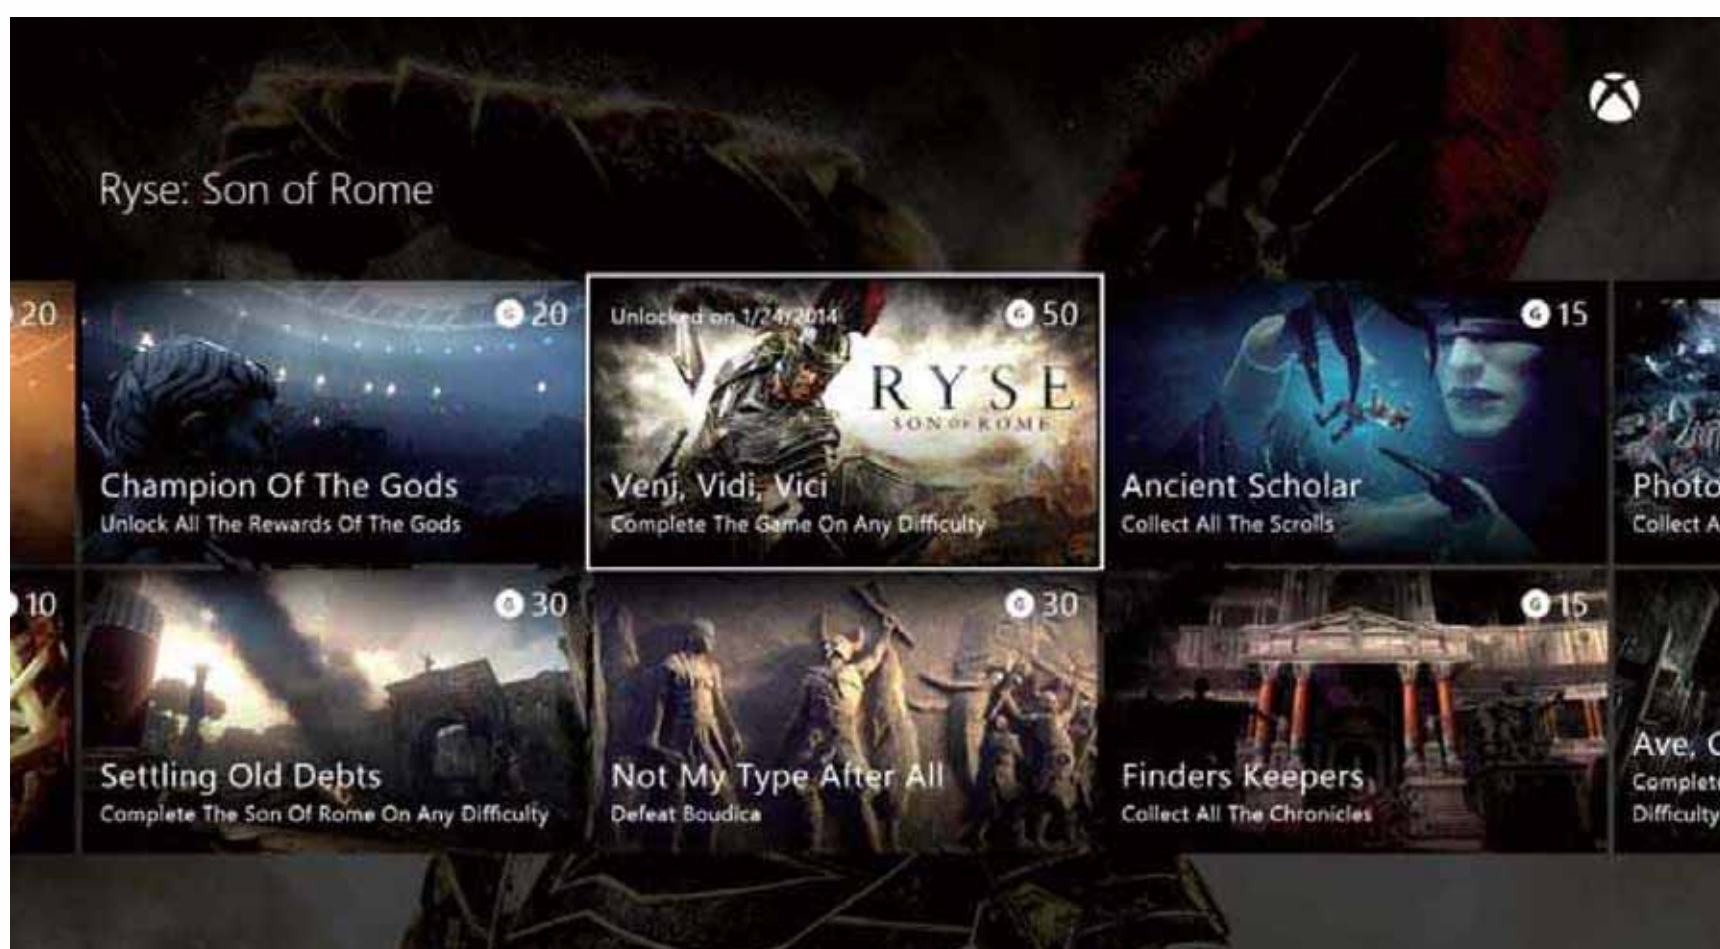 Ryse: Son of Rome
20
G 20
Unlocked on 1/24/2014
G 50
G 15
RYSE
SON OF ROME
Champion Of The Gods
Unlock All The Rewards Of The Gods
Veni, Vidi, Vici
Complete The Game On Any Difficulty
Ancient Scholar
Collect All The Scrolls
Photo
Collect A
10
G 30
G 30
G 15
Settling Old Debts
Complete The Son Of Rome On Any Difficulty
Not My Type After All
Defeat Boudica
Finders Keepers
Collect All The Chronicles
Ave, C
Complete
Difficulty